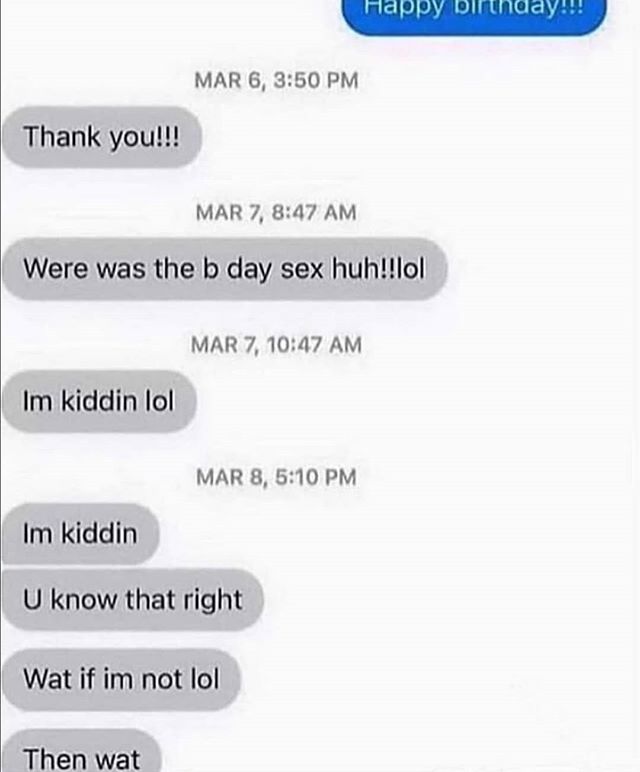 Happy birthday!!!
MAR 6, 3:50 PM
Thank you!!!
MAR 7, 8:47 AM
Were was the b day sex huh!!lol
MAR 7, 10:47 AM
Im kiddin lol
MAR 8, 5:10 PM
Im kiddin
U know that right
Wat if im not lol
Then wat